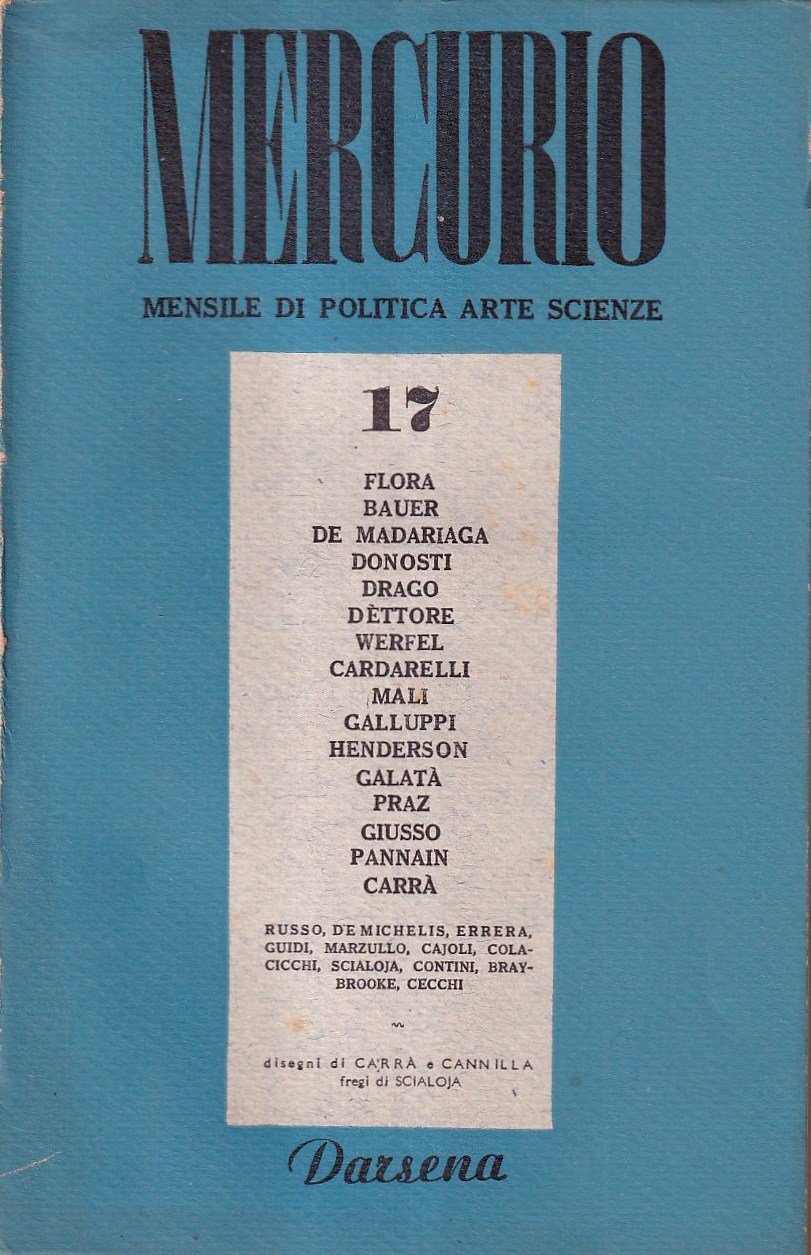 MERCURIO
MENSILE DI POLITICA ARTE SCIENZE
17
FLORA
BAUER
DE MADARIAGA
DONOSTI
DRAGO
DÈTTORE
WERFEL
CARDARELLI
MALI
GALLUPPI
HENDERSON
GALATÀ
PRAZ
GIUSSO
PANNAIN
CARRÀ
RUSSO, DE MICHELIS, ERRERA,
GUIDI, MARZULLO, CAJOLI, COLA-
CICCHI, SCIALOJA, CONTINI, BRAY-
BROOKE, CECCHI
disegni di CARRÀ e CANNILLA
fregi di SCIALOJA
Darsena